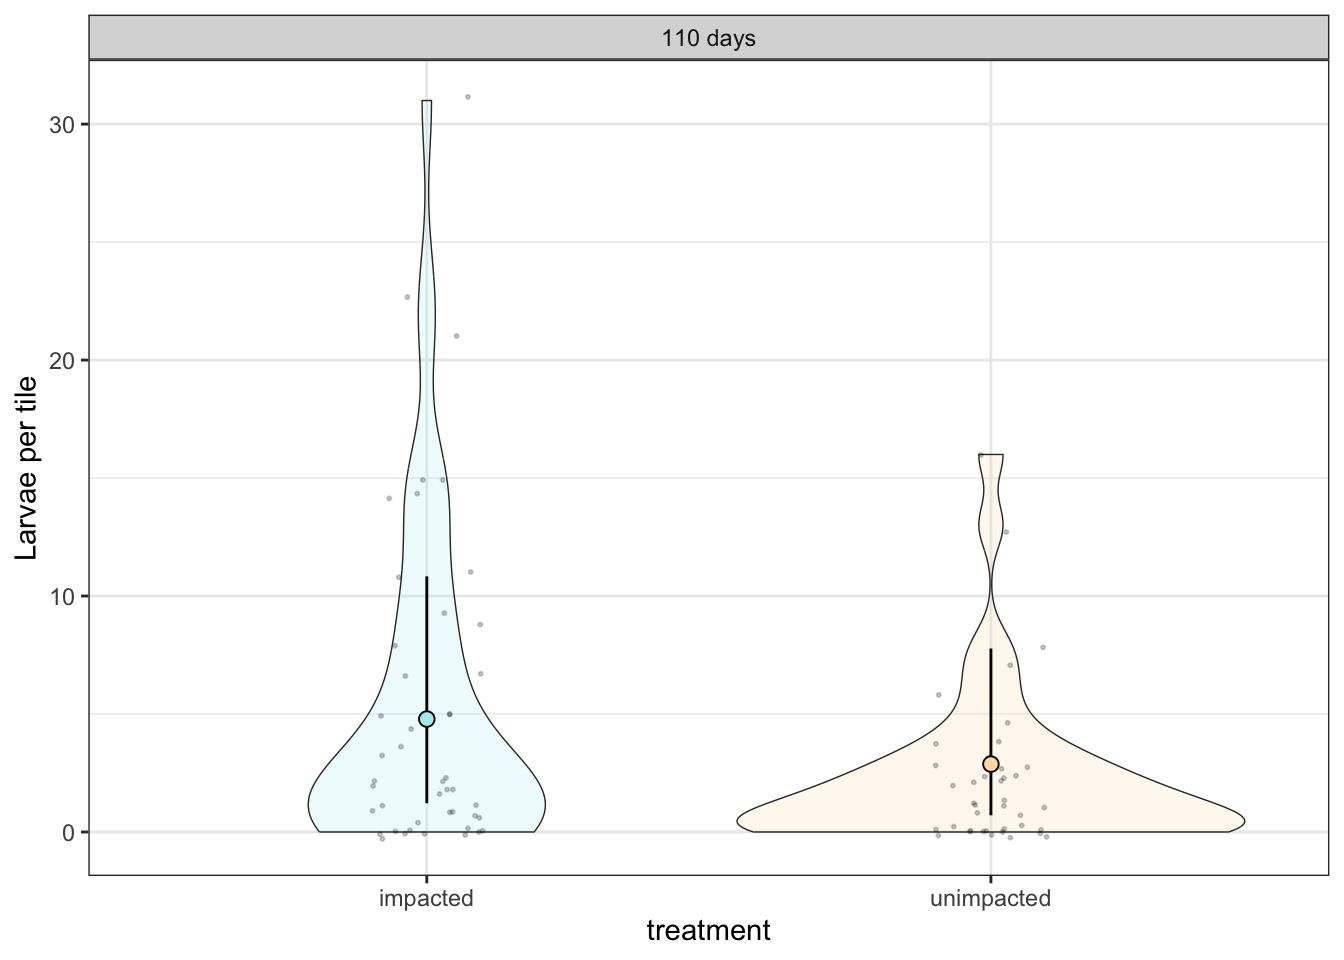 110 days
30
20
10
0
Larvae per tile
impacted
unimpacted
treatment